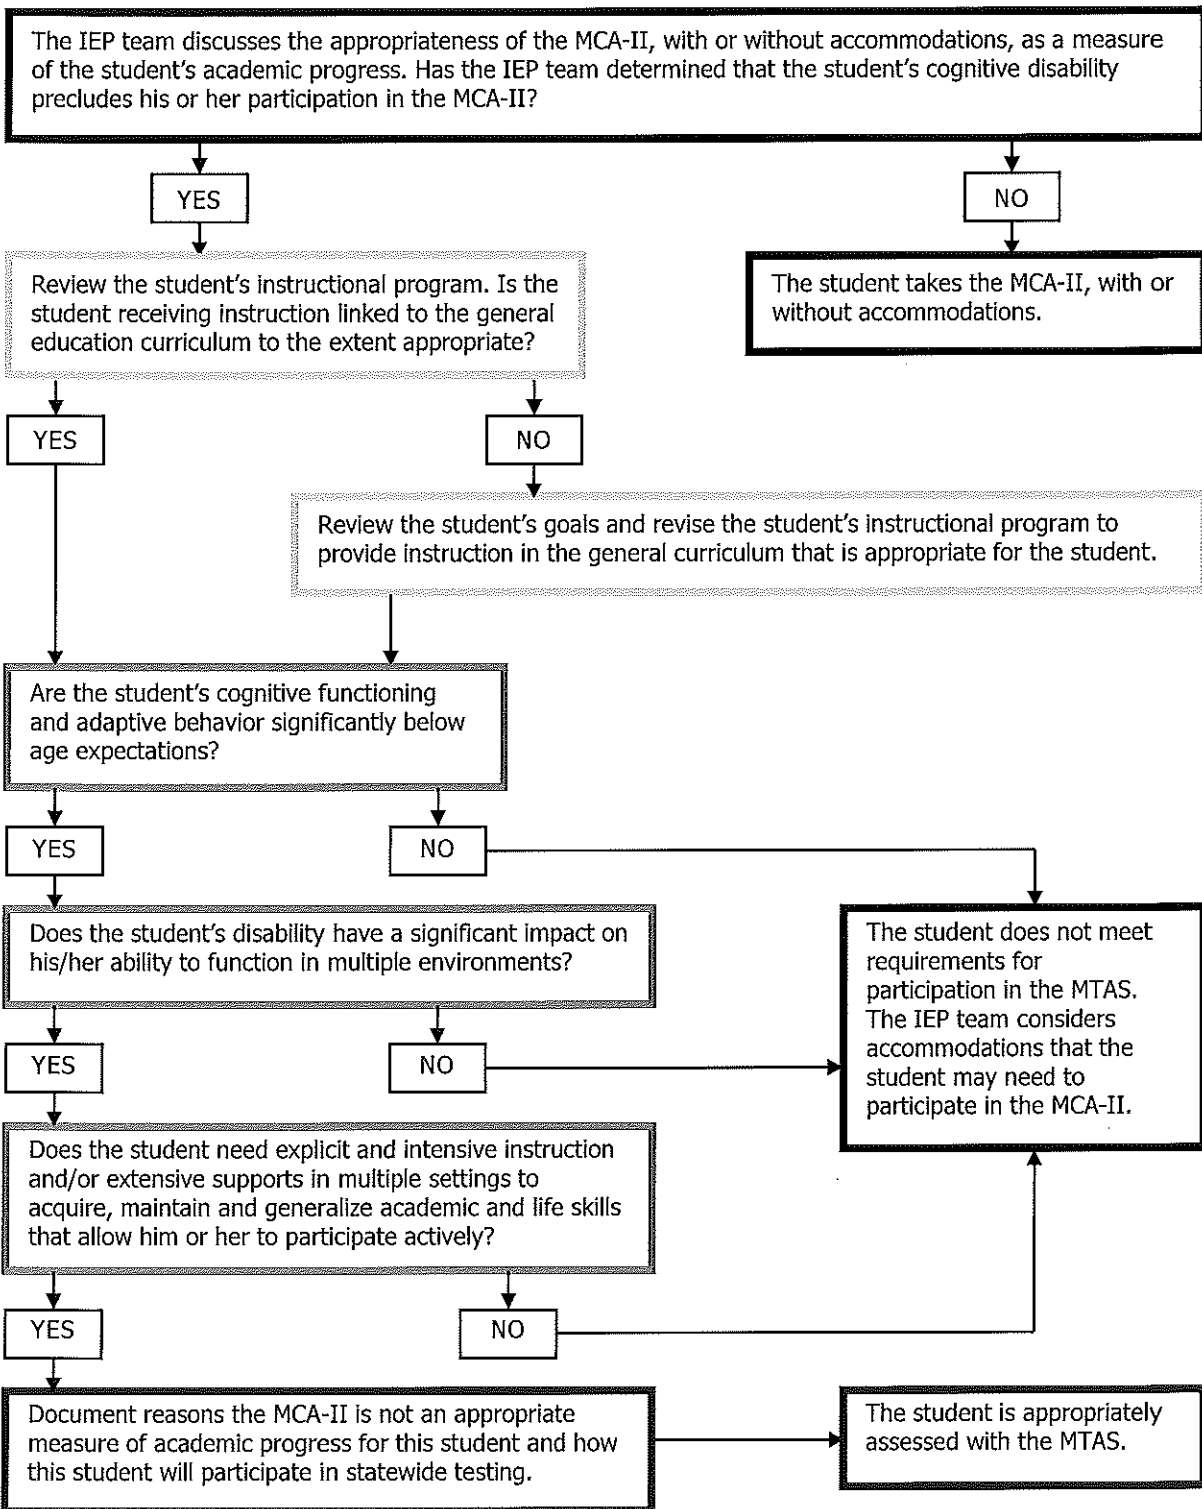 The IEP team discusses the appropriateness of the MCA-II, with or without accommodations, as a measure
of the student's academic progress. Has the IEP team determined that the student's cognitive disability
precludes his or her participation in the MCA-II?
YES
NO
Review the student's instructional program. Is the
student receiving instruction linked to the general
education curriculum to the extent appropriate?
The student takes the MCA-II, with or
without accommodations.
YES
NO
Review the student's goals and revise the student's instructional program to
provide instruction in the general curriculum that is appropriate for the student.
Are the student's cognitive functioning
and adaptive behavior significantly below
age expectations?
YES
NO
Does the student's disability have a significant impact on
his/her ability to function in multiple environments?
The student does not meet
requirements for
participation in the MTAS.
The IEP team considers
accommodations that the
student may need to
participate in the MCA-II.
YES
NO
Does the student need explicit and intensive instruction
and/or extensive supports in multiple settings to
acquire, maintain and generalize academic and life skills
that allow him or her to participate actively?
YES
NO
Document reasons the MCA-II is not an appropriate
measure of academic progress for this student and how
this student will participate in statewide testing.
The student is appropriately
assessed with the MTAS.